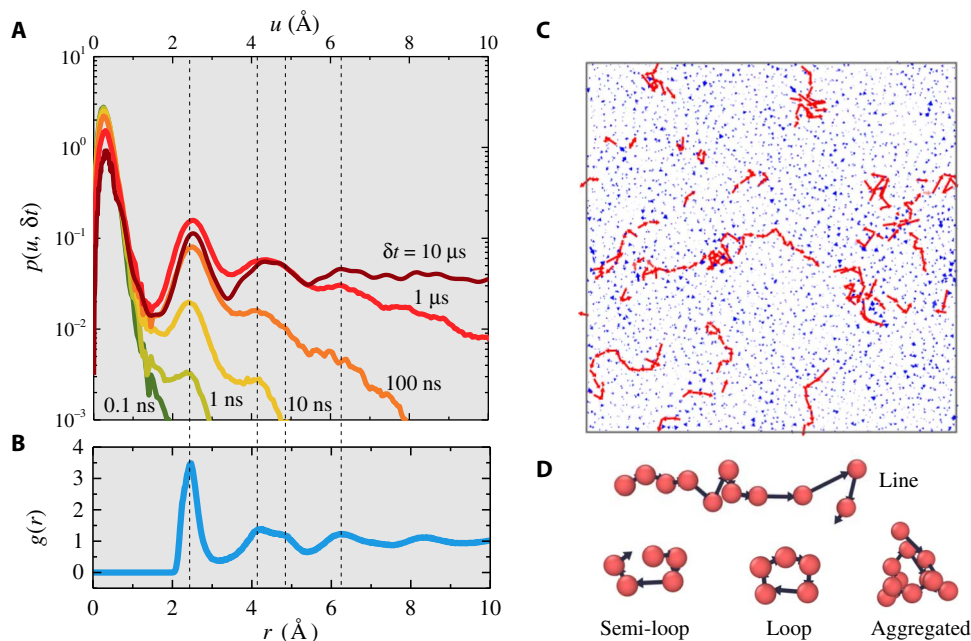 A
u (Å)
0 2 4 6 8 10
p(u, δt)
10¹
10⁰
10⁻¹
10⁻²
10⁻³
δt = 10 μs
1 μs
100 ns
10 ns
1 ns
0.1 ns
B
g(r)
4
3
2
1
0
0 2 4 6 8 10
r (Å)
C
D
Line
Semi-loop Loop Aggregated